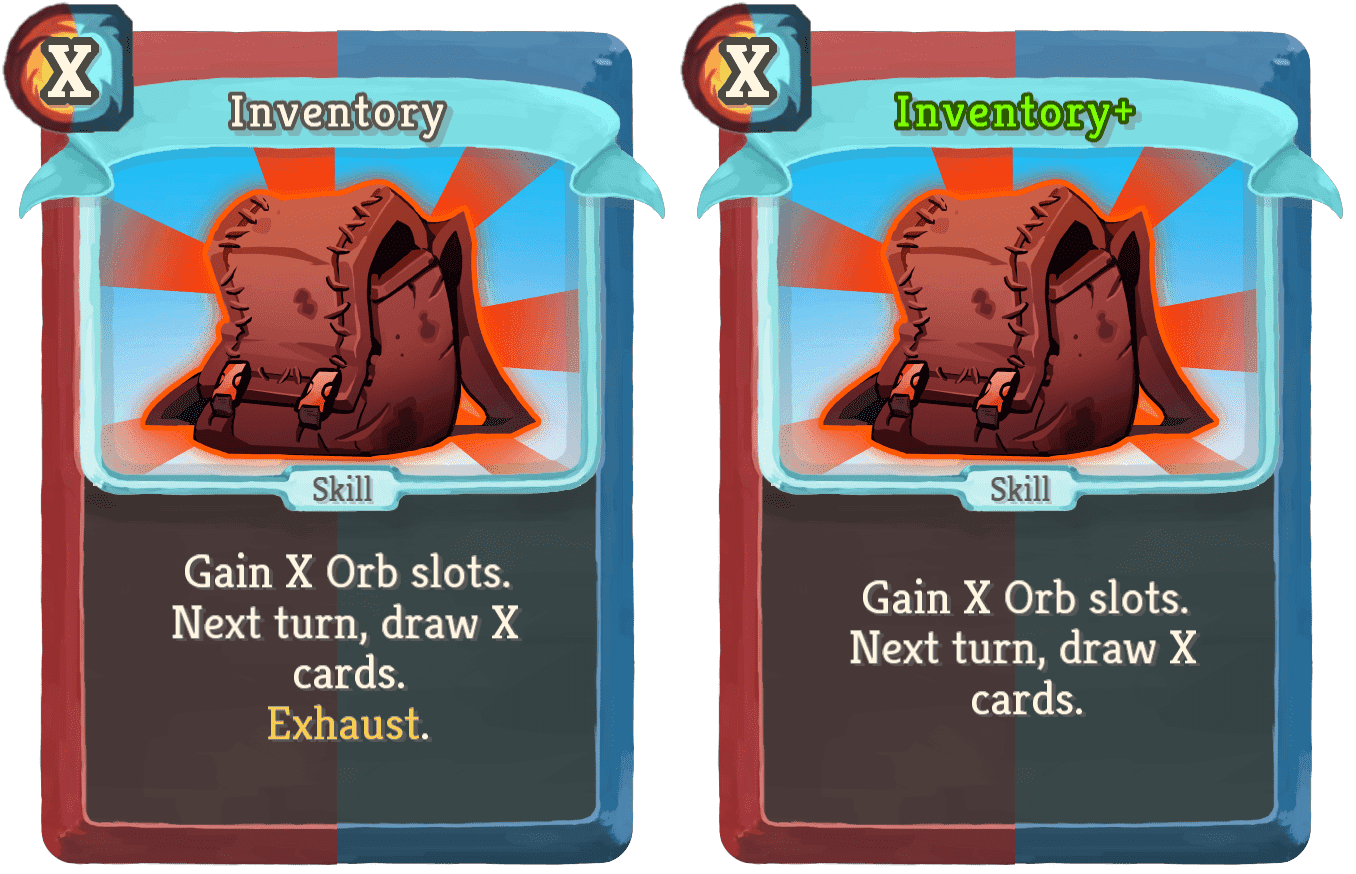 X
Inventory
Skill
Gain X Orb slots.
Next turn, draw X
cards.
Exhaust.
X
Inventory+
Skill
Gain X Orb slots.
Next turn, draw X
cards.